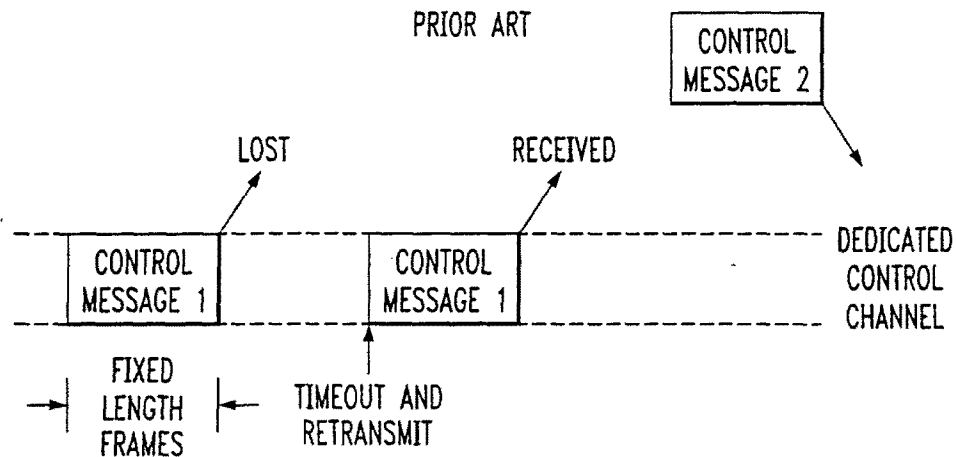 PRIOR ART
CONTROL
MESSAGE 2
LOST
RECEIVED
CONTROL
MESSAGE 1
CONTROL
MESSAGE 1
DEDICATED
CONTROL
CHANNEL
FIXED
LENGTH
FRAMES
TIMEOUT AND
RETRANSMIT